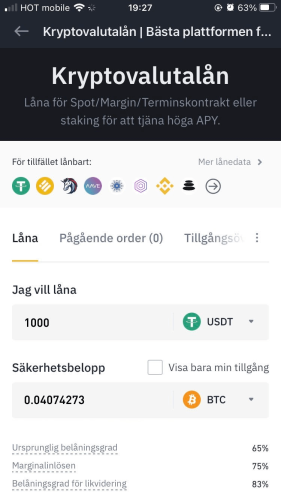 HOT mobile 19:27 63%
Kryptovalutalån | Bästa plattformen f...
Kryptovalutalån
Låna för Spot/Margin/Terminskontrakt eller
staking för att tjäna höga APY.
För tillfället lånbart: Mer lånedata >
AAVE
Låna Pågående order (0) Tillgångsöv
Jag vill låna
1000 USDT
Säkerhetsbelopp Visa bara min tillgång
0.04074273 BTC
Ursprunglig belåningsgrad 65%
Marginalinlösen 75%
Belåningsgrad för likvidering 83%